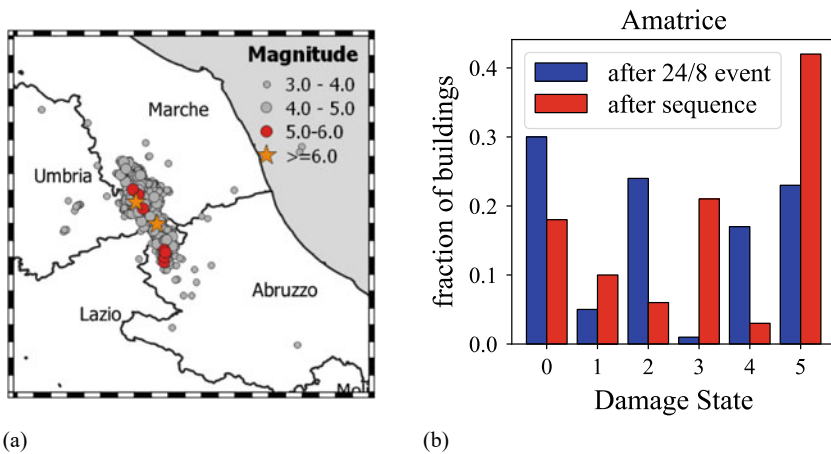 Magnitude
3.0 - 4.0
4.0 - 5.0
5.0-6.0
>=6.0
Marche
Umbria
Abruzzo
Lazio
Moli
(a)
Amatrice
after 24/8 event
after sequence
fraction of buildings
0.4
0.3
0.2
0.1
0.0
0 1 2 3 4 5
Damage State
(b)